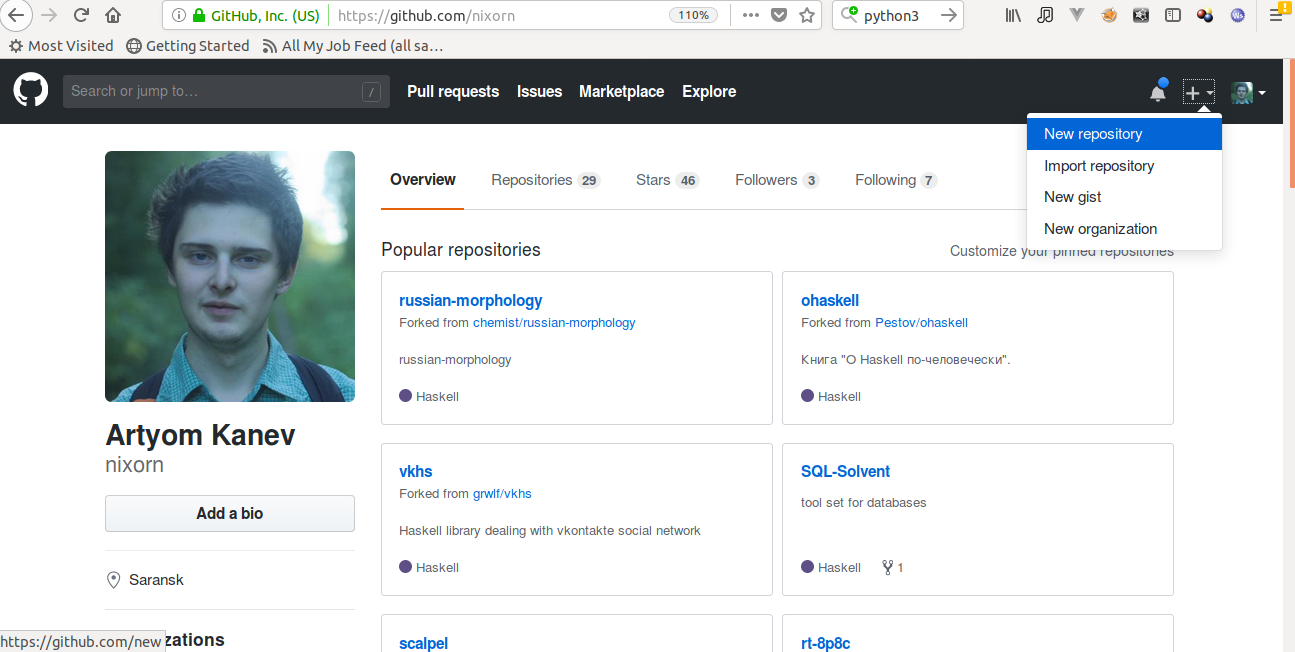 GitHub, Inc. (US) https://github.com/nixorn 110% python3
Most Visited Getting Started All My Job Feed (all sa…
Search or jump to… / Pull requests Issues Marketplace Explore
New repository
Import repository
New gist
New organization
Overview Repositories 29 Stars 46 Followers 3 Following 7
Popular repositories Customize your pinned repositories
russian-morphology
Forked from chemist/russian-morphology
russian-morphology
Haskell
ohaskell
Forked from Pestov/ohaskell
Книга "О Haskell по-человечески".
Haskell
Artyom Kanev
nixorn
Add a bio
Saransk
vkhs
Forked from grwlf/vkhs
Haskell library dealing with vkontakte social network
Haskell
SQL-Solvent
tool set for databases
Haskell 1
scalpel
rt-8p8c
https://github.com/new
zations